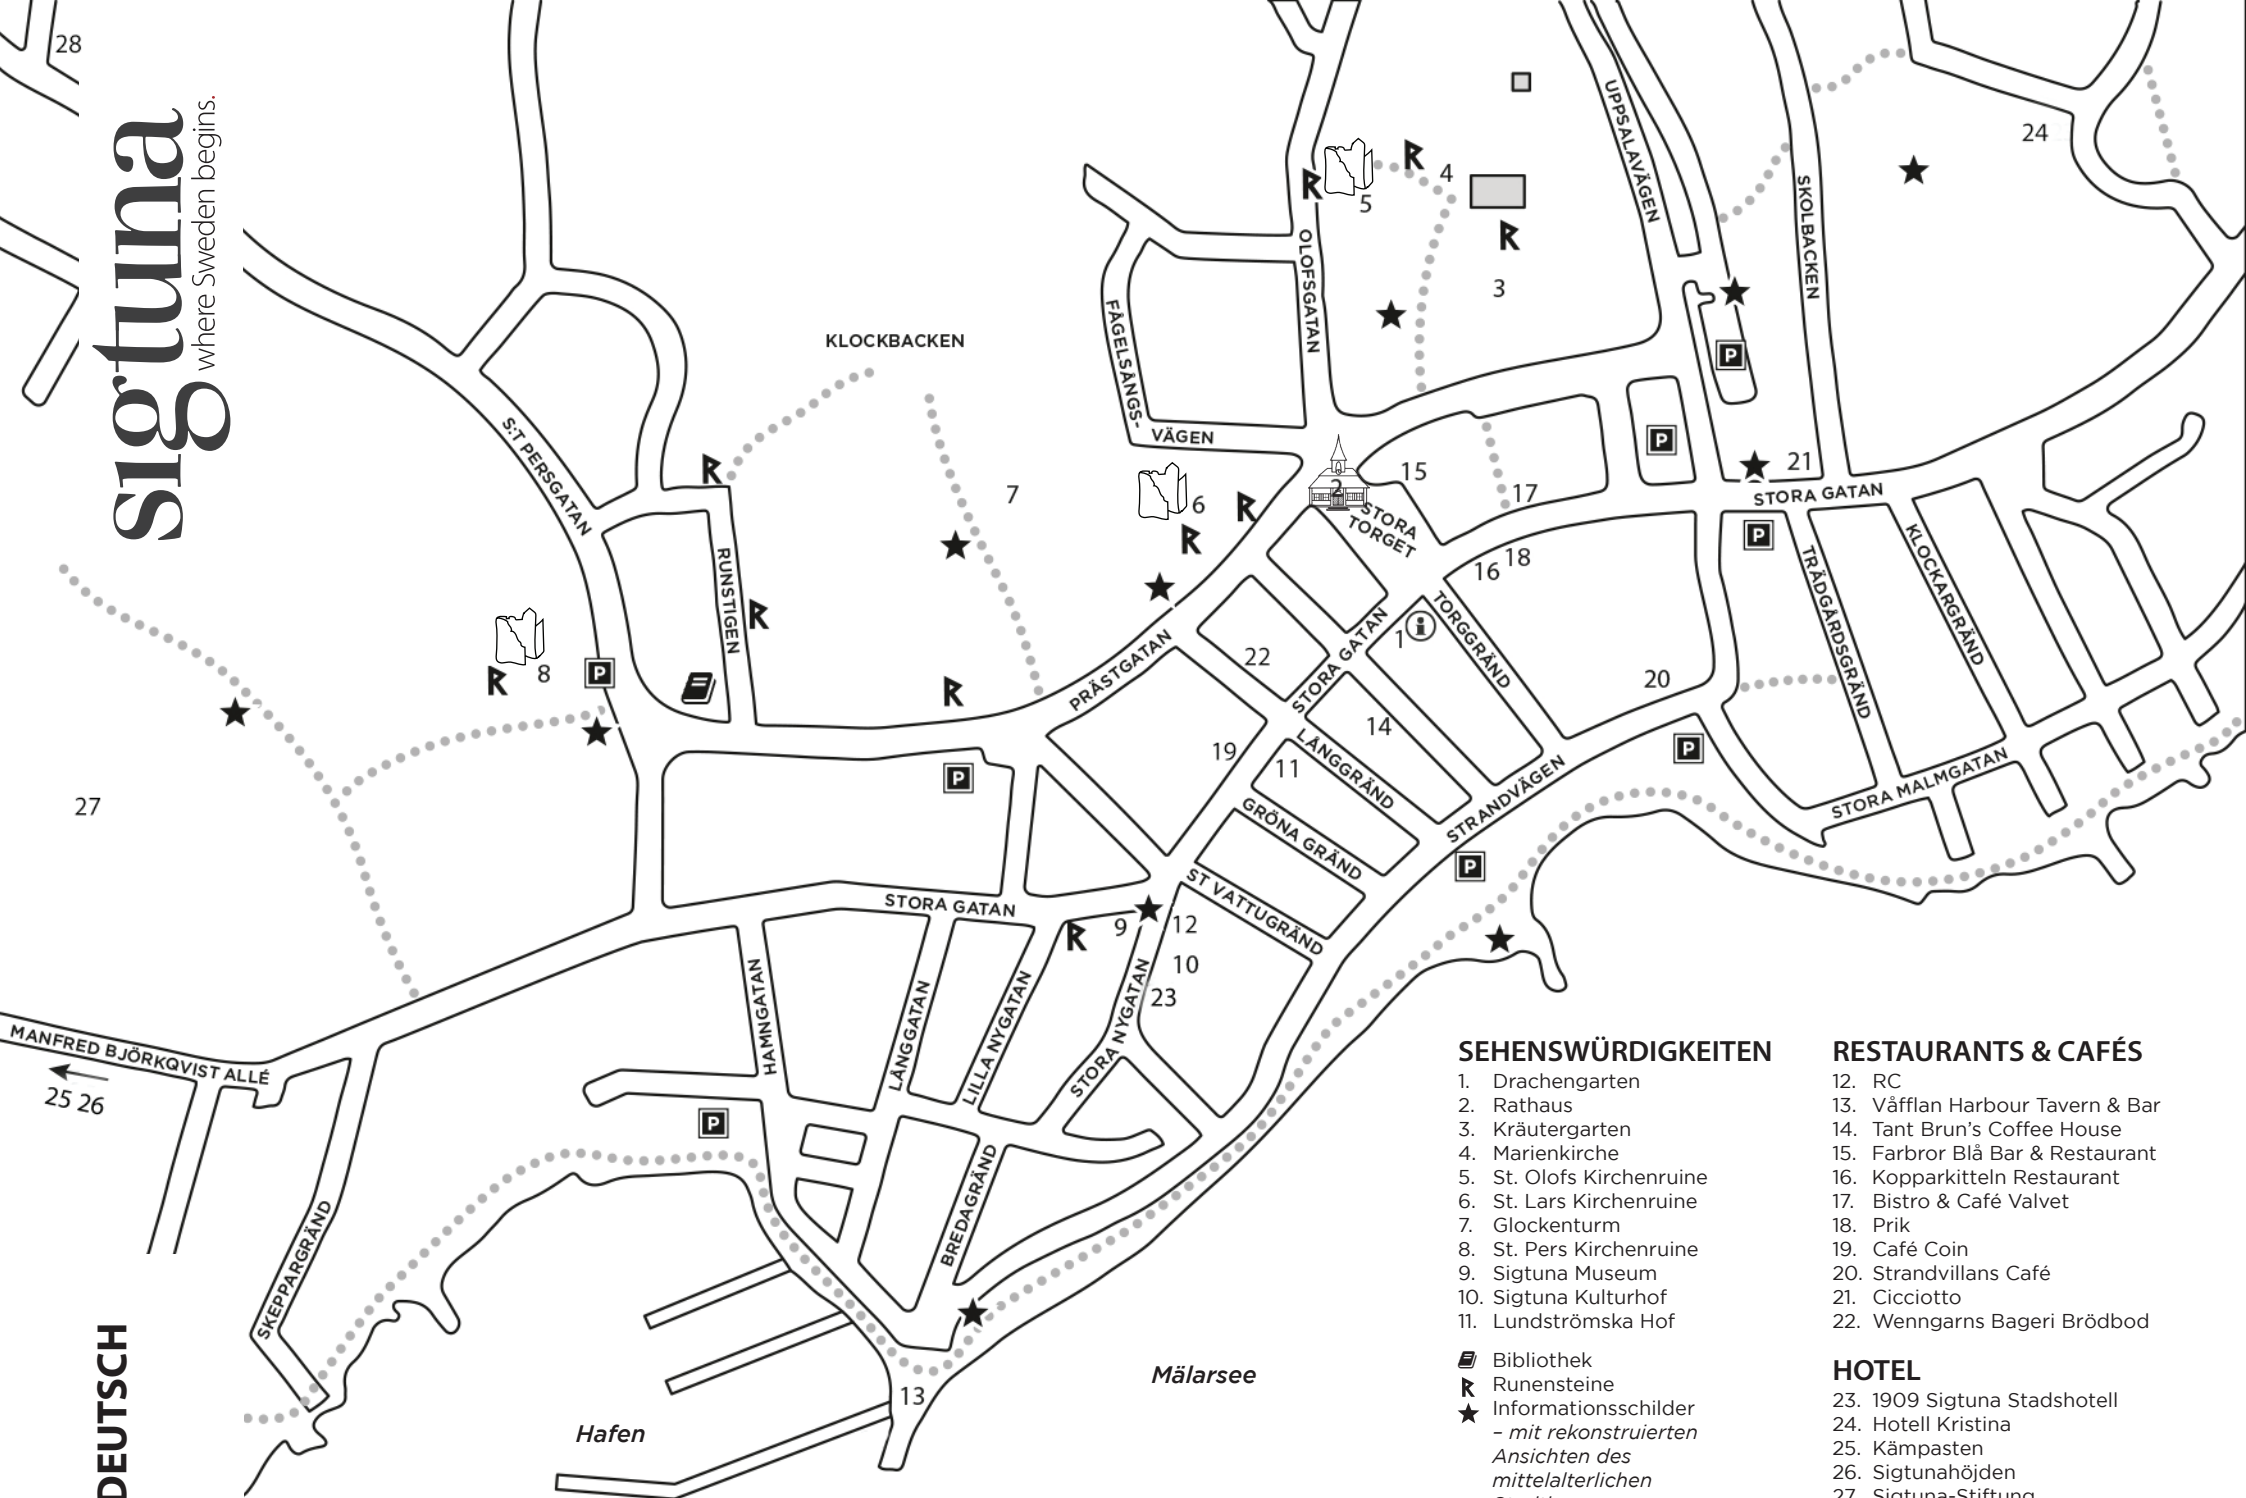 28
sigtuna
where Sweden begins.
24
4
5
UPPSALAVÄGEN
SKOLBACKEN
OLOFSGATAN
3
KLOCKBACKEN
FÅGELSÅNGS-
VÄGEN
P
P
S:T PERSGATAN
7
6
2
15
17
21
STORA GATAN
STORA
TORGET
P
16 18
RUNSTIGEN
TRÄDGÅRDSGRÄND
KLOCKARGRÄND
8
P
PRÄSTGATAN
22
STORA GATAN
1
TORGGRÄND
20
14
19
11
LÅNGGRÄND
P
P
STRANDVÄGEN
STORA MALMGATAN
27
GRÖNA GRÄND
P
ST VATTUGRÄND
STORA GATAN
9
12
10
23
HAMNGATAN
LÅNGGATAN
LILLA NYGATAN
STORA NYGATAN
MANFRED BJÖRKQVIST ALLÉ
25 26
P
BREDAGRÄND
SKEPPARGRÄND
13
Mälarsee
Hafen
DEUTSCH
SEHENSWÜRDIGKEITEN
1. Drachengarten
2. Rathaus
3. Kräutergarten
4. Marienkirche
5. St. Olofs Kirchenruine
6. St. Lars Kirchenruine
7. Glockenturm
8. St. Pers Kirchenruine
9. Sigtuna Museum
10. Sigtuna Kulturhof
11. Lundströmska Hof
Bibliothek
Runensteine
Informationsschilder
– mit rekonstruierten
Ansichten des
mittelalterlichen
RESTAURANTS & CAFÉS
12. RC
13. Våfflan Harbour Tavern & Bar
14. Tant Brun's Coffee House
15. Farbror Blå Bar & Restaurant
16. Kopparkitteln Restaurant
17. Bistro & Café Valvet
18. Prik
19. Café Coin
20. Strandvillans Café
21. Cicciotto
22. Wenngarns Bageri Brödbod
HOTEL
23. 1909 Sigtuna Stadshotell
24. Hotell Kristina
25. Kämpasten
26. Sigtunahöjden
27. Sigtuna-Stiftung